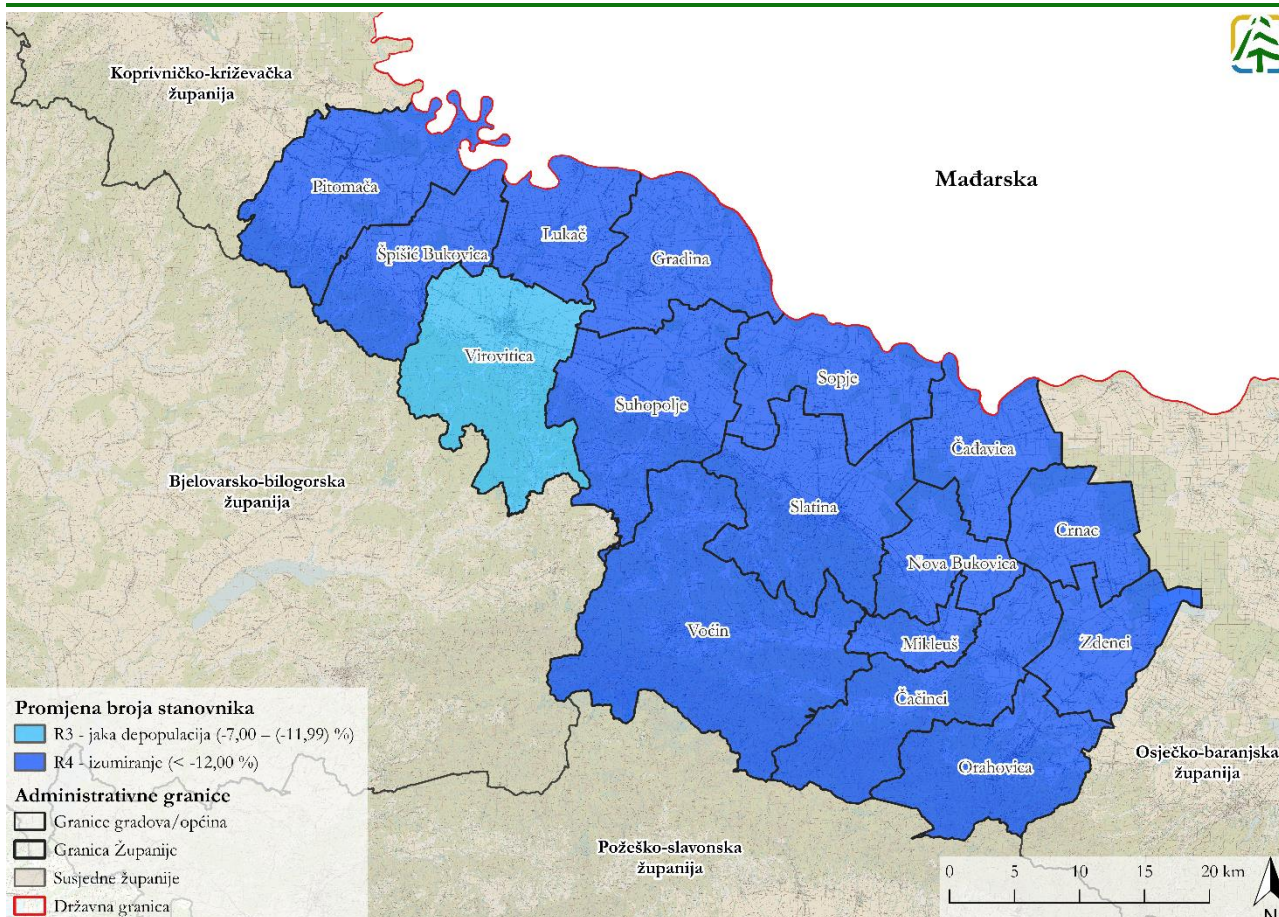 Koprivničko-križevačka
županija
Mađarska
Pitomača
Lukač
Špišić Bukovica
Gradina
Virovitica
Sopje
Suhopolje
Čađavica
Bjelovarsko-bilogorska
županija
Slatina
Crnac
Nova Bukovica
Voćin
Mikleuš
Zdenci
Čačinci
Orahovica
Osječko-baranjska
županija
Požeško-slavonska
županija
Promjena broja stanovnika
R3 - jaka depopulacija (-7,00 – (-11,99) %)
R4 - izumiranje (< -12,00 %)
Administrativne granice
Granice gradova/općina
Granica Županije
Susjedne županije
Državna granica
0 5 10 15 20 km
N